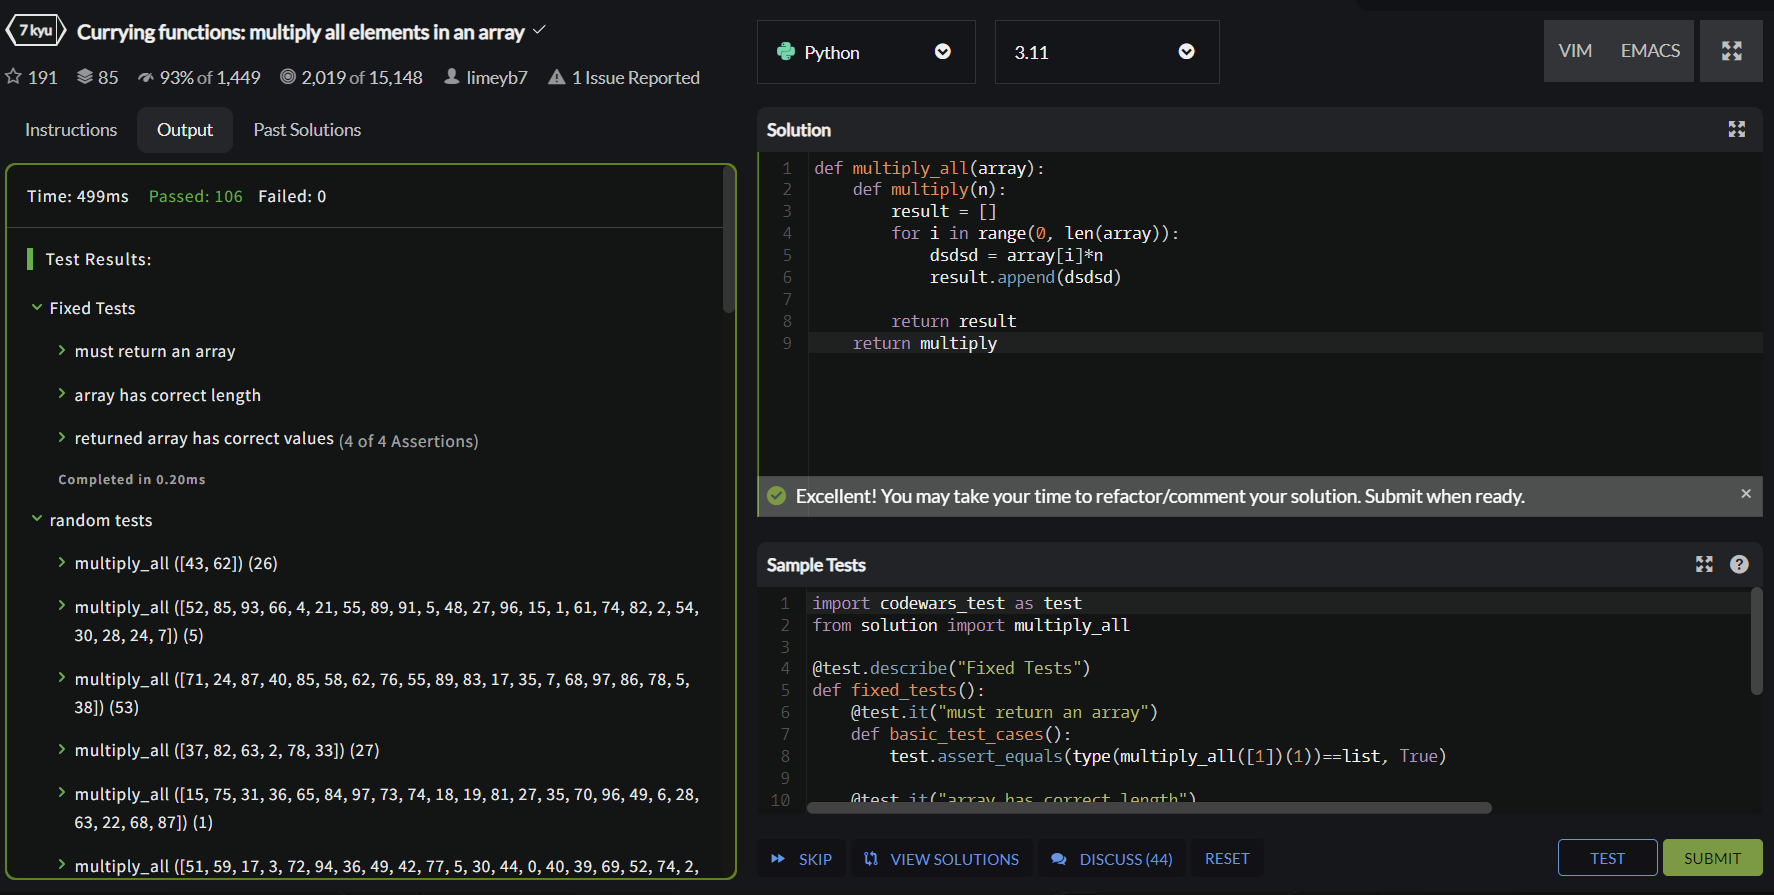 7 kyu Currying functions: multiply all elements in an array
191 85 93% of 1,449 2,019 of 15,148 limeyb7 1 Issue Reported
Instructions Output Past Solutions
Time: 499ms Passed: 106 Failed: 0
Test Results:
Fixed Tests
must return an array
array has correct length
returned array has correct values (4 of 4 Assertions)
Completed in 0.20ms
random tests
multiply_all ([43, 62]) (26)
multiply_all ([52, 85, 93, 66, 4, 21, 55, 89, 91, 5, 48, 27, 96, 15, 1, 61, 74, 82, 2, 54,
30, 28, 24, 7]) (5)
multiply_all ([71, 24, 87, 40, 85, 58, 62, 76, 55, 89, 83, 17, 35, 7, 68, 97, 86, 78, 5,
38]) (53)
multiply_all ([37, 82, 63, 2, 78, 33]) (27)
multiply_all ([15, 75, 31, 36, 65, 84, 97, 73, 74, 18, 19, 81, 27, 35, 70, 96, 49, 6, 28,
63, 22, 68, 87]) (1)
multiply_all ([51, 59, 17, 3, 72, 94, 36, 49, 42, 77, 5, 30, 44, 0, 40, 39, 69, 52, 74, 2,
Python 3.11 VIM EMACS
Solution
1 def multiply_all(array):
2     def multiply(n):
3         result = []
4         for i in range(0, len(array)):
5             dsdsd = array[i]*n
6             result.append(dsdsd)
7
8         return result
9     return multiply
Excellent! You may take your time to refactor/comment your solution. Submit when ready. ×
Sample Tests ?
1 import codewars_test as test
2 from solution import multiply_all
3
4 @test.describe("Fixed Tests")
5 def fixed_tests():
6     @test.it("must return an array")
7     def basic_test_cases():
8         test.assert_equals(type(multiply_all([1])(1))==list, True)
9
10     @test.it("array has correct length")
SKIP VIEW SOLUTIONS DISCUSS (44) RESET TEST SUBMIT